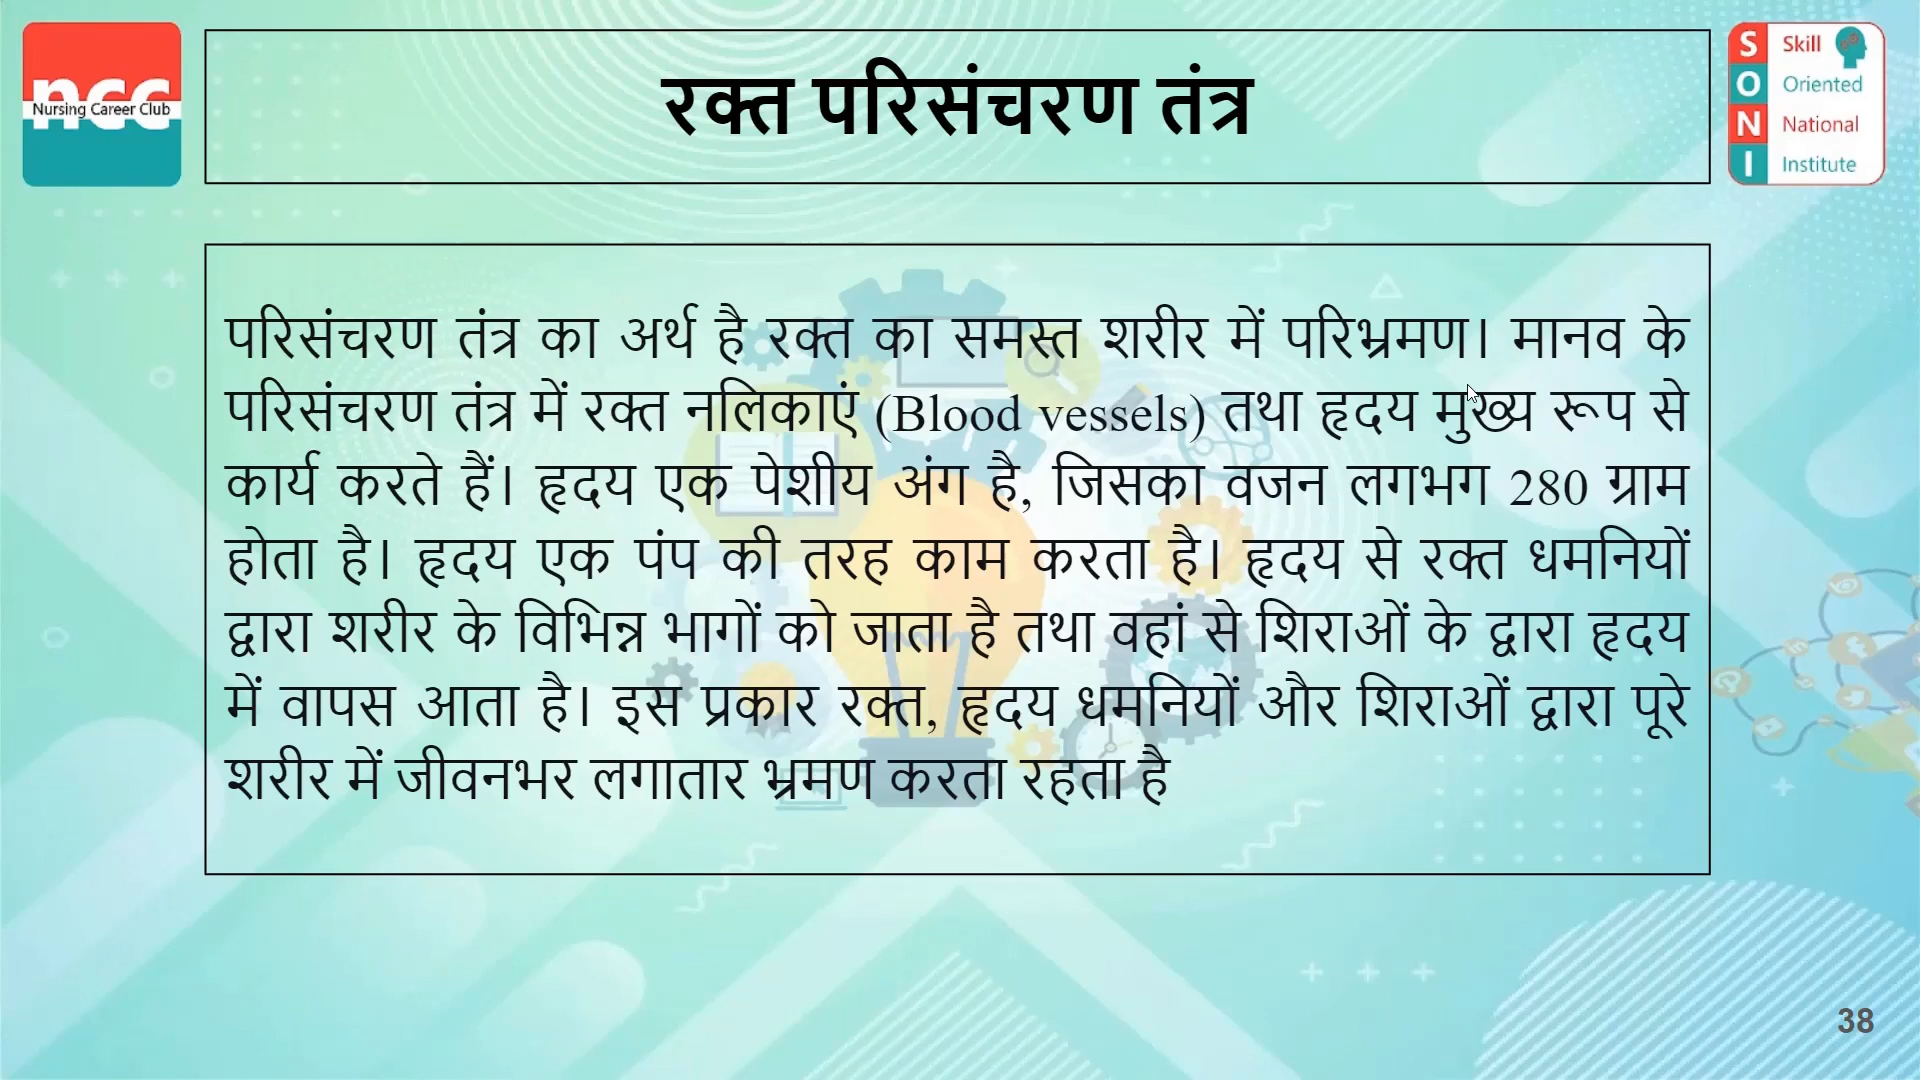 ncc
Nursing Career Club
रक्त परिसंचरण तंत्र
S Skill
O Oriented
N National
I Institute
परिसंचरण तंत्र का अर्थ है रक्त का समस्त शरीर में परिभ्रमण। मानव के
परिसंचरण तंत्र में रक्त नलिकाएं (Blood vessels) तथा हृदय मुख्य रूप से
कार्य करते हैं। हृदय एक पेशीय अंग है, जिसका वजन लगभग 280 ग्राम
होता है। हृदय एक पंप की तरह काम करता है। हृदय से रक्त धमनियों
द्वारा शरीर के विभिन्न भागों को जाता है तथा वहां से शिराओं के द्वारा हृदय
में वापस आता है। इस प्रकार रक्त, हृदय धमनियों और शिराओं द्वारा पूरे
शरीर में जीवनभर लगातार भ्रमण करता रहता है
38